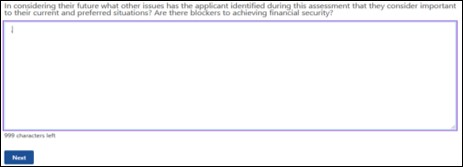 In considering their future what other issues has the applicant identified during this assessment that they consider important
to their current and preferred situations? Are there blockers to achieving financial security?
999 characters left
Next